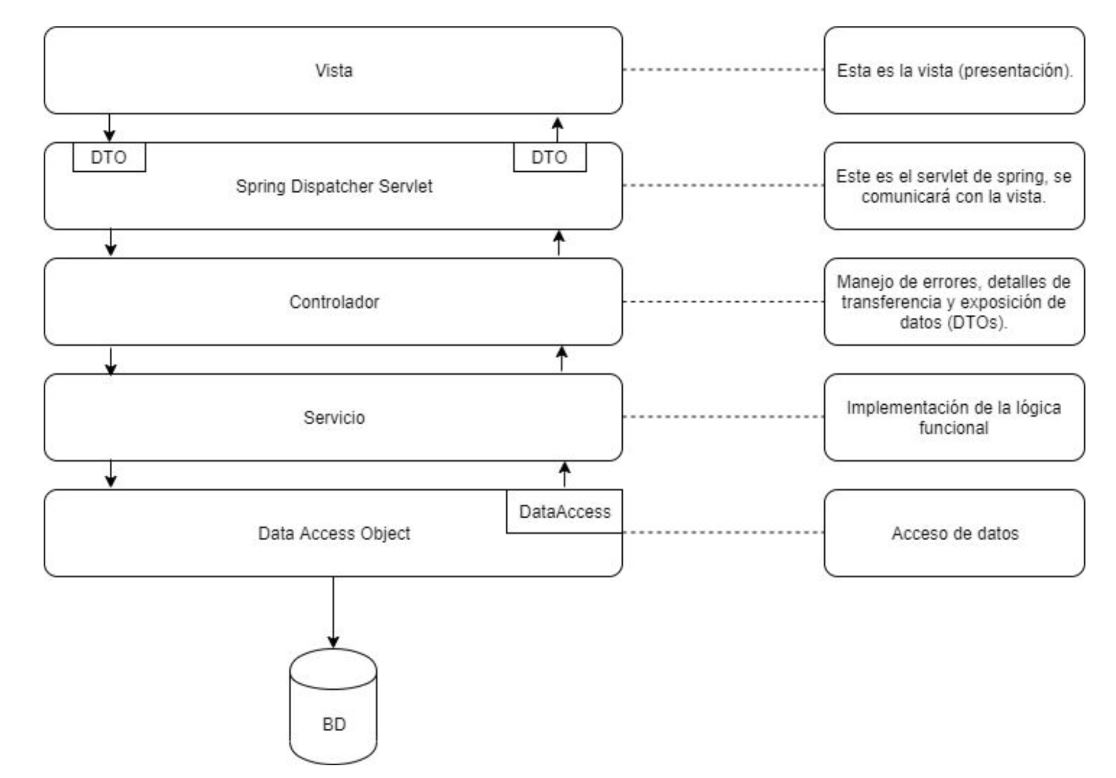 Vista
Esta es la vista (presentación).
DTO
DTO
Spring Dispatcher Servlet
Este es el servlet de spring, se
comunicará con la vista.
Controlador
Manejo de errores, detalles de
transferencia y exposición de
datos (DTOs).
Servicio
Implementación de la lógica
funcional
DataAccess
Data Access Object
Acceso de datos
BD